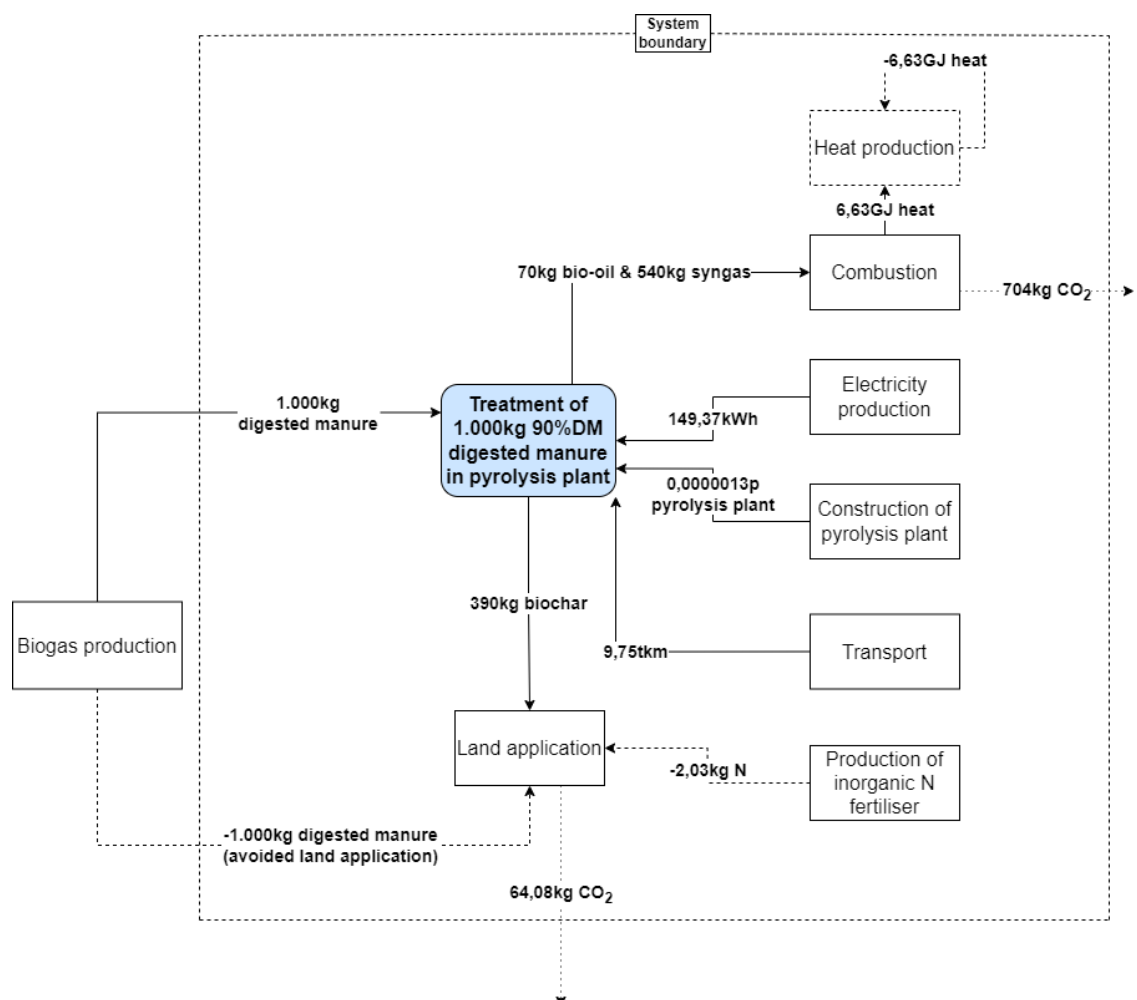 System
boundary
-6,63GJ heat
Heat production
6,63GJ heat
70kg bio-oil & 540kg syngas
Combustion
704kg CO₂
1.000kg
digested manure
Treatment of
1.000kg 90%DM
digested manure
in pyrolysis plant
Electricity
production
149,37kWh
0,0000013p
pyrolysis plant
Construction of
pyrolysis plant
390kg biochar
Biogas production
9,75tkm
Transport
Land application
-2,03kg N
Production of
inorganic N
fertiliser
-1.000kg digested manure
(avoided land application)
64,08kg CO₂